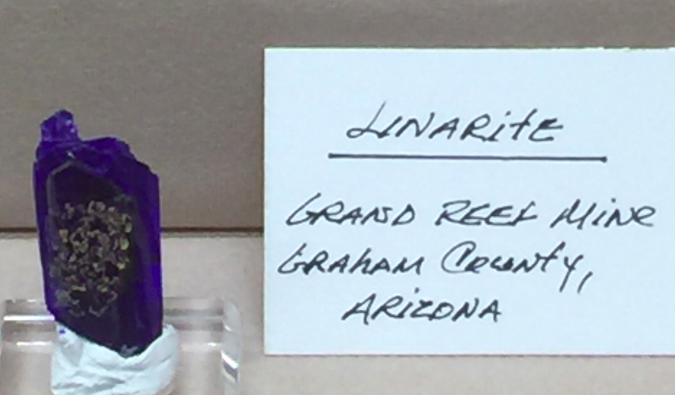 LINARITE
GRAND REEF MINE
GRAHAM COUNTY,
ARIZONA